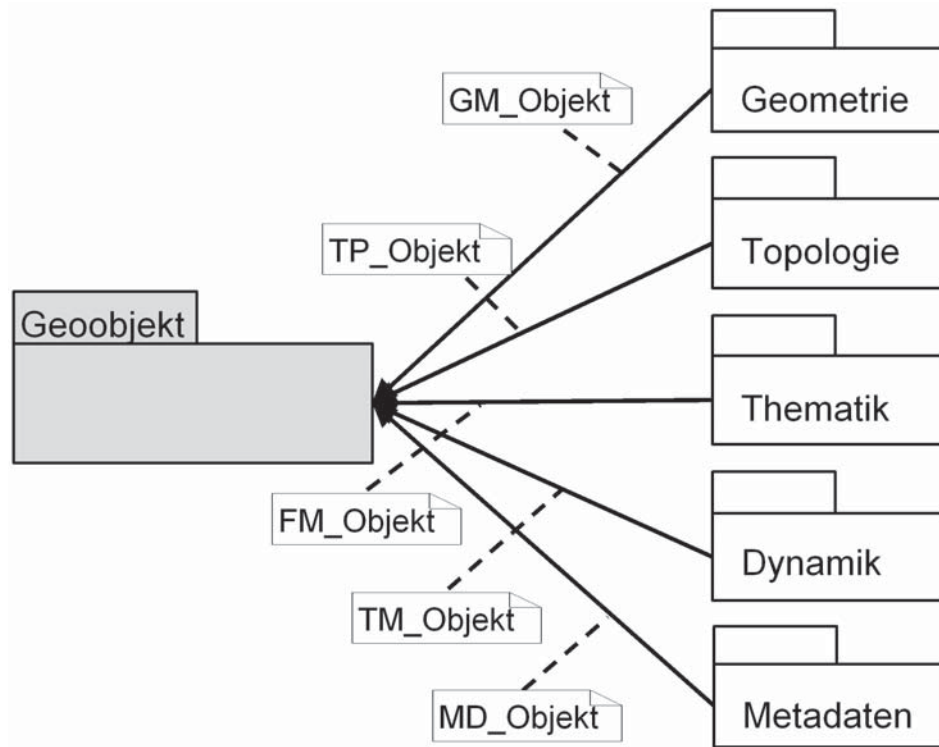 GM_Objekt
Geometrie
TP_Objekt
Topologie
Geoobjekt
Thematik
FM_Objekt
Dynamik
TM_Objekt
MD_Objekt
Metadaten